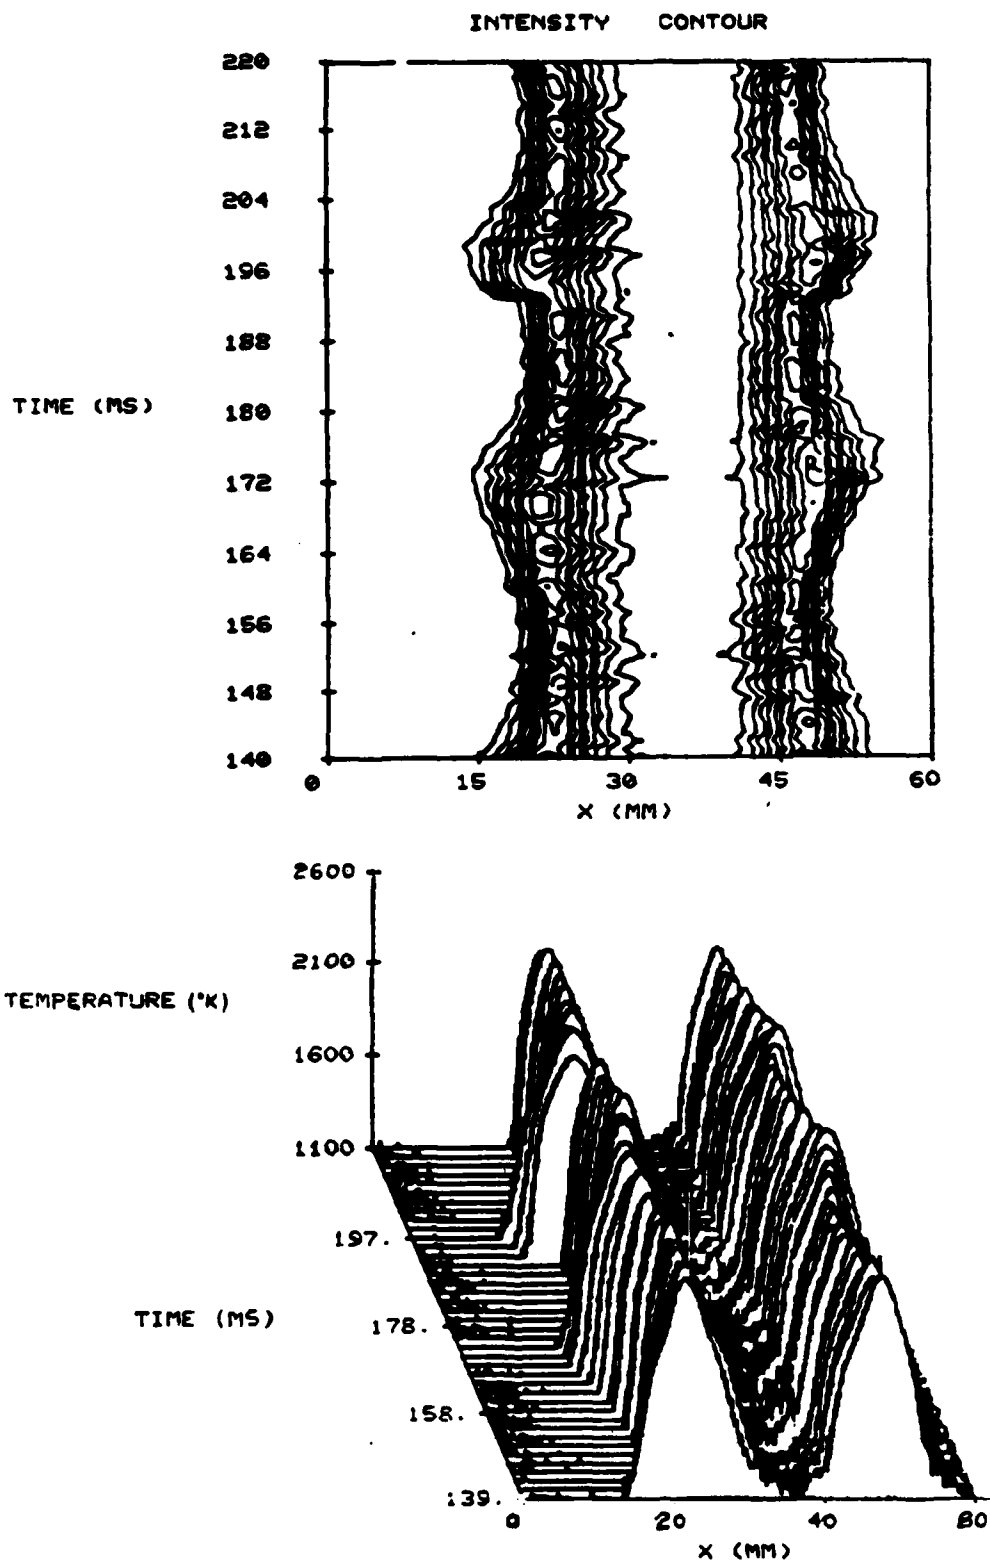 INTENSITY CONTOUR
220
212
204
196
188
TIME (MS)
180
172
164
156
148
140
0 15 30 45 60
X (MM)
2600
2100
TEMPERATURE (°K)
1600
1100
197.
TIME (MS)
178.
158.
139.
0 20 40 60
X (MM)